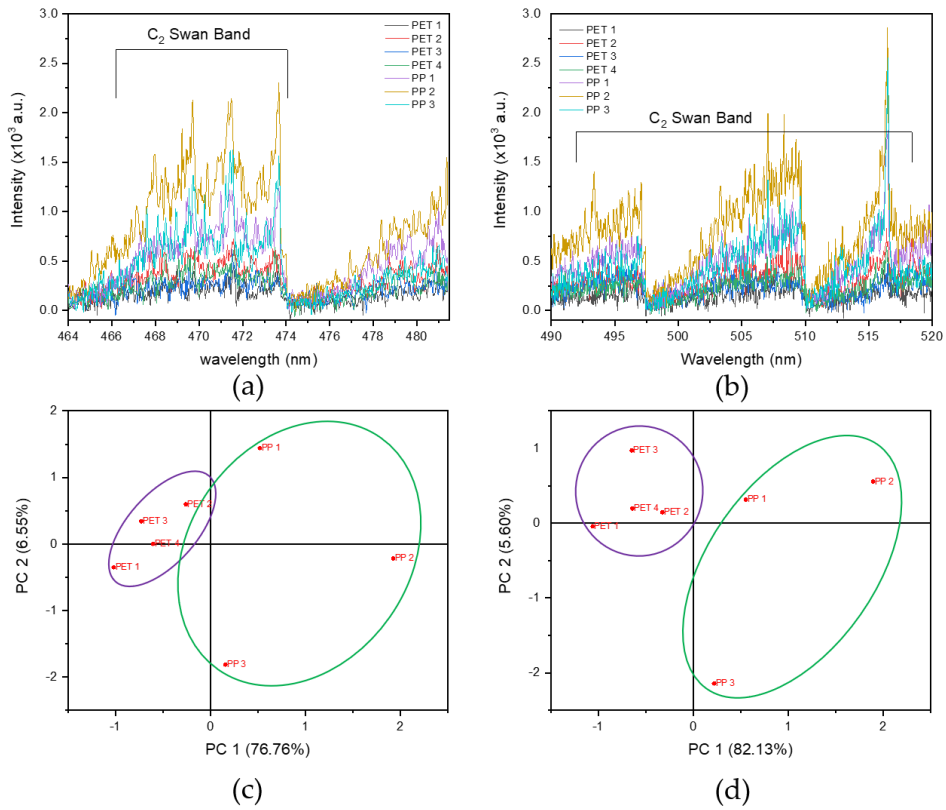 C2 Swan Band
PET 1
PET 2
PET 3
PET 4
PP 1
PP 2
PP 3
Intensity (x10^3 a.u.)
3.0
2.5
2.0
1.5
1.0
0.5
0.0
464 466 468 470 472 474 476 478 480
wavelength (nm)
(a)
PET 1
PET 2
PET 3
PET 4
PP 1
PP 2
PP 3
C2 Swan Band
Intensity (x10^3 a.u.)
3.0
2.5
2.0
1.5
1.0
0.5
0.0
490 495 500 505 510 515 520
Wavelength (nm)
(b)
PC 2 (6.55%)
2
1
0
-1
-2
PP 1
PET 2
PET 3
PET 4
PET 1
PP 2
PP 3
-1 0 1 2
PC 1 (76.76%)
(c)
PC 2 (5.60%)
1
0
-1
-2
PET 3
PP 2
PP 1
PET 4
PET 2
PET 1
PP 3
-1 0 1 2
PC 1 (82.13%)
(d)